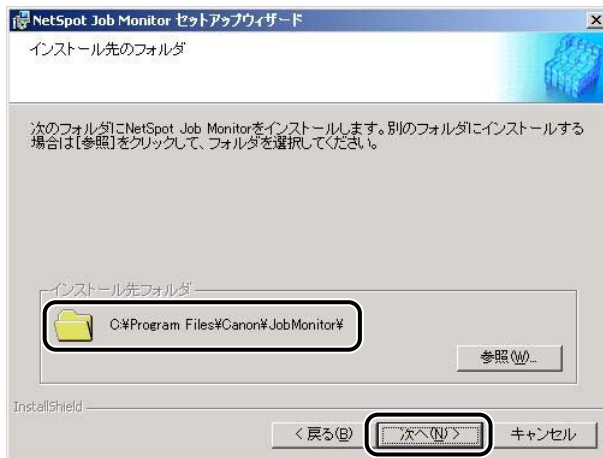 NetSpot Job Monitor セットアップウィザード
インストール先のフォルダ
次のフォルダにNetSpot Job Monitorをインストールします。別のフォルダにインストールする
場合は[参照]をクリックして、フォルダを選択してください。
インストール先フォルダ
C:¥Program Files¥Canon¥JobMonitor¥
参照(W)...
InstallShield
< 戻る(B)
次へ(N) >
キャンセル